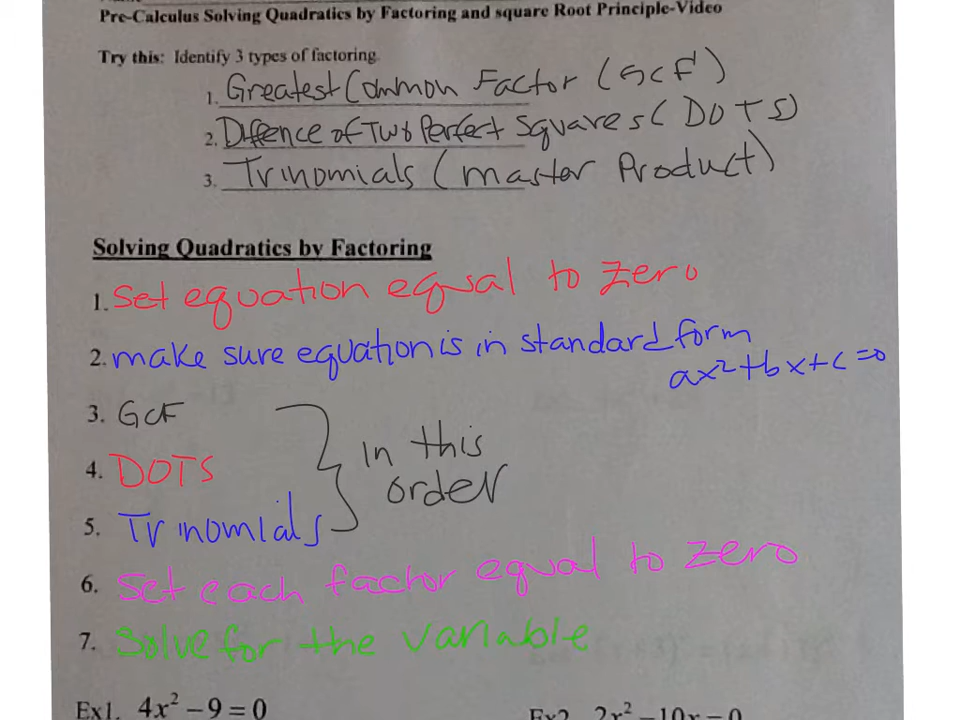 Pre-Calculus Solving Quadratics by Factoring and square Root Principle-Video
Try this: Identify 3 types of factoring.
1. Greatest Common Factor (GCF)
2. Diffence of Two Perfect Squares (DOTS)
3. Trinomials (master Product)
Solving Quadratics by Factoring
1. Set equation equal to zero
2. make sure equation is in standard form
ax²+bx+c=0
3. GCF
4. DOTS
5. Trinomials
in this
order
6. Set each factor equal to zero
7. Solve for the variable
Ex1. 4x² − 9 = 0
Ex2. 2x² − 10x = 0